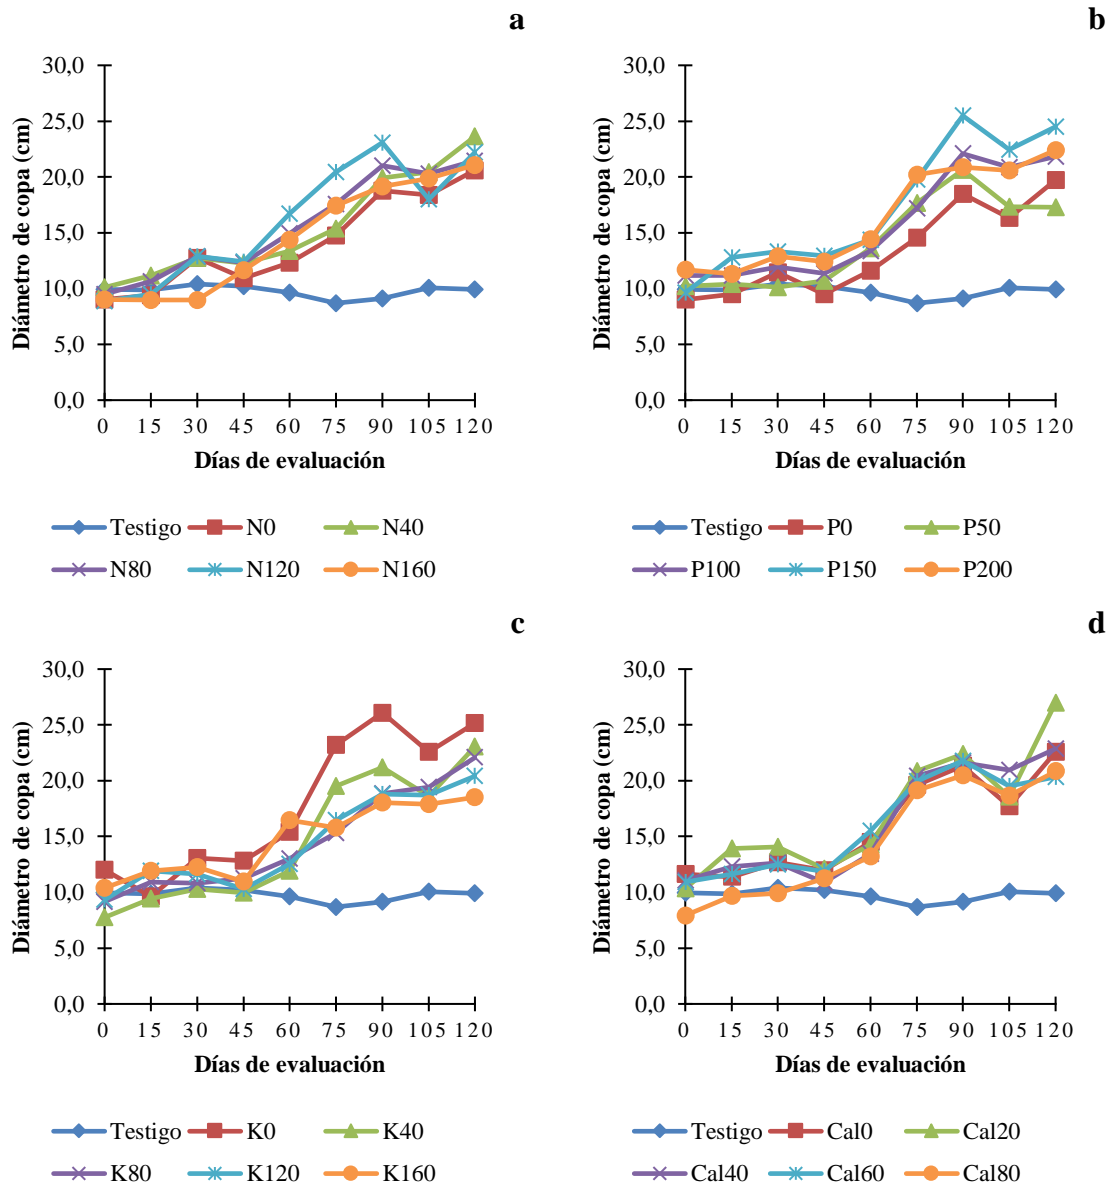 a
Diámetro de copa (cm)
30,0
25,0
20,0
15,0
10,0
5,0
0,0
0 15 30 45 60 75 90 105 120
Días de evaluación
Testigo N0 N40
N80 N120 N160
b
Diámetro de copa (cm)
30,0
25,0
20,0
15,0
10,0
5,0
0,0
0 15 30 45 60 75 90 105 120
Días de evaluación
Testigo P0 P50
P100 P150 P200
c
Diámetro de copa (cm)
30,0
25,0
20,0
15,0
10,0
5,0
0,0
0 15 30 45 60 75 90 105 120
Días de evaluación
Testigo K0 K40
K80 K120 K160
d
Diámetro de copa (cm)
30,0
25,0
20,0
15,0
10,0
5,0
0,0
0 15 30 45 60 75 90 105 120
Días de evaluación
Testigo Cal0 Cal20
Cal40 Cal60 Cal80